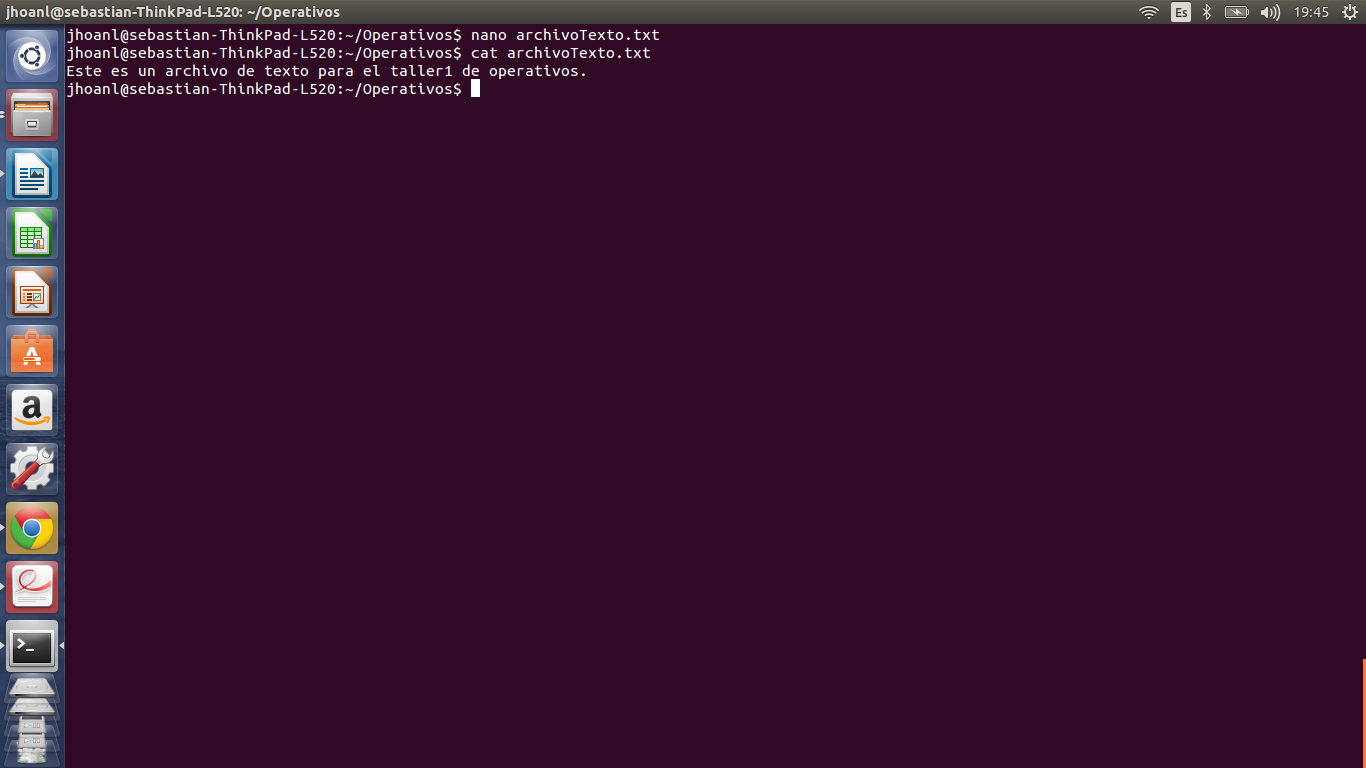 jhoanl@sebastian-ThinkPad-L520: ~/Operativos
Es
19:45
jhoanl@sebastian-ThinkPad-L520:~/Operativos$ nano archivoTexto.txt
jhoanl@sebastian-ThinkPad-L520:~/Operativos$ cat archivoTexto.txt
Este es un archivo de texto para el taller1 de operativos.
jhoanl@sebastian-ThinkPad-L520:~/Operativos$